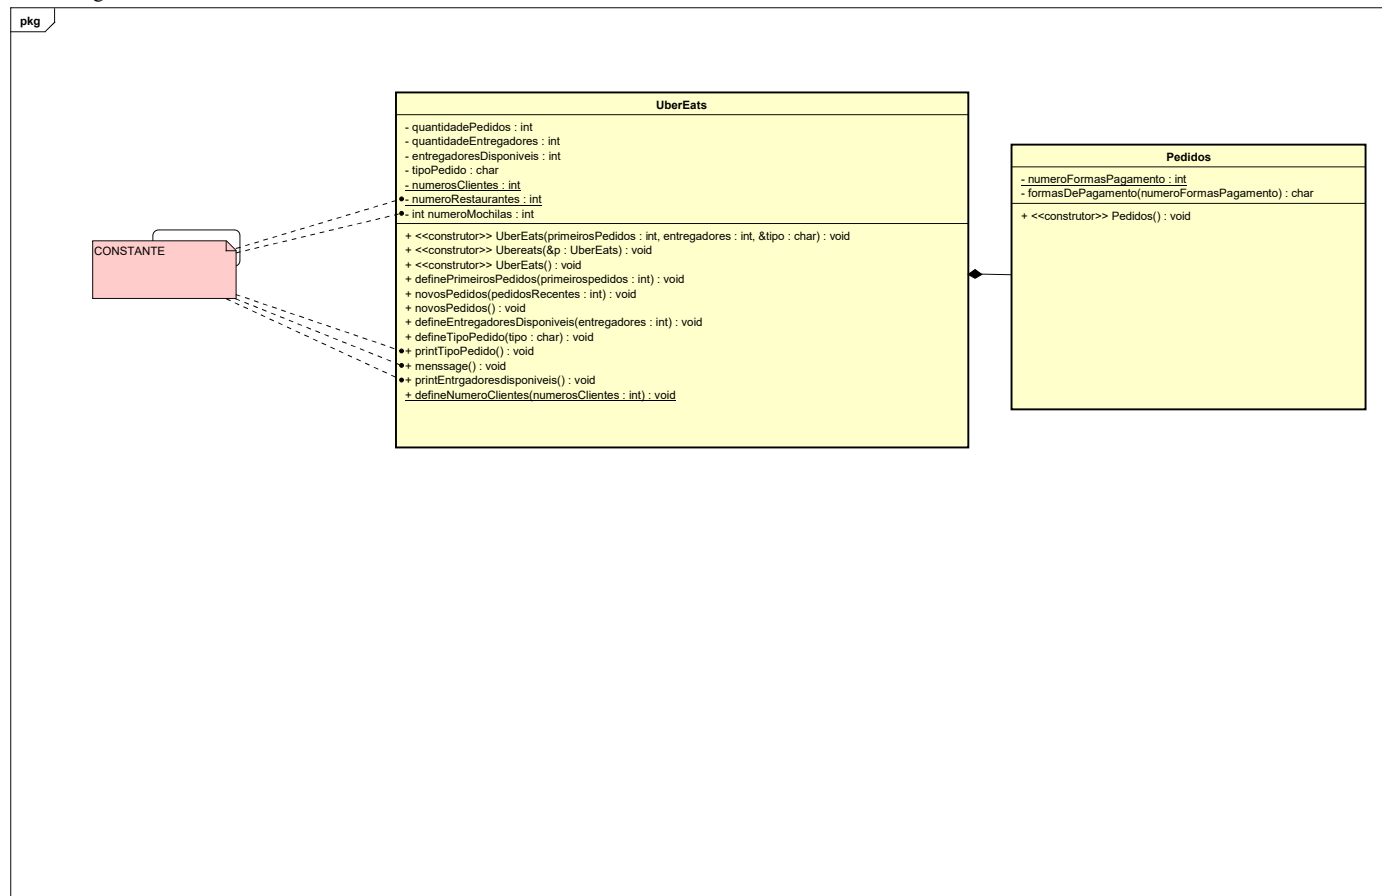 pkg
UberEats
- quantidadePedidos : int
- quantidadeEntregadores : int
- entregadoresDisponiveis : int
- tipoPedido : char
- numerosClientes : int
- numeroRestaurantes : int
- int numeroMochilas : int
+ <<construtor>> UberEats(primeirosPedidos : int, entregadores : int, &tipo : char) : void
+ <<construtor>> Ubereats(&p : UberEats) : void
+ <<construtor>> UberEats() : void
+ definePrimeirosPedidos(primeirospedidos : int) : void
+ novosPedidos(pedidosRecentes : int) : void
+ novosPedidos() : void
+ defineEntregadoresDisponiveis(entregadores : int) : void
+ defineTipoPedido(tipo : char) : void
+ printTipoPedido() : void
+ menssage() : void
+ printEntrgadoresdisponiveis() : void
+ defineNumeroClientes(numerosClientes : int) : void
Pedidos
- numeroFormasPagamento : int
- formasDePagamento(numeroFormasPagamento) : char
+ <<construtor>> Pedidos() : void
CONSTANTE